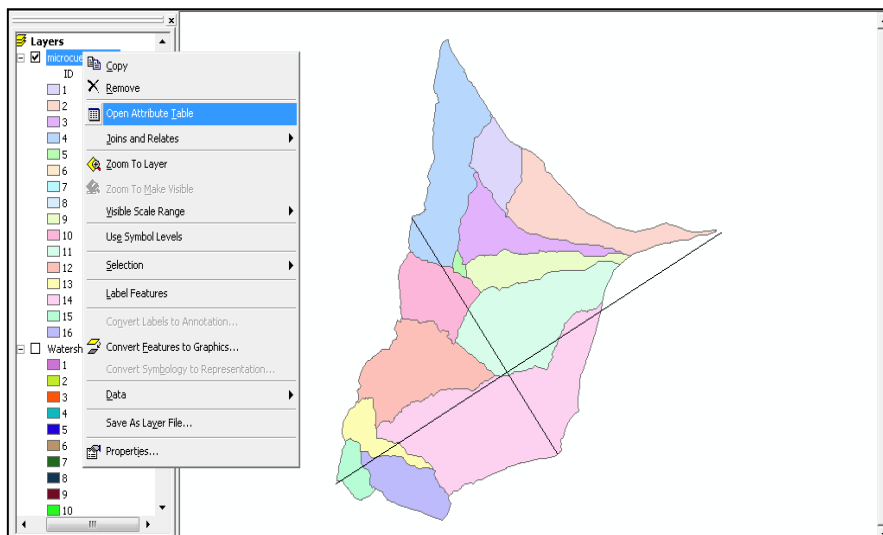 Layers
microcue
ID
1
2
3
4
5
6
7
8
9
10
11
12
13
14
15
16
Watersh
1
2
3
4
5
6
7
8
9
10
Copy
Remove
Open Attribute Table
Joins and Relates
Zoom To Layer
Zoom To Make Visible
Visible Scale Range
Use Symbol Levels
Selection
Label Features
Convert Labels to Annotation...
Convert Features to Graphics...
Convert Symbology to Representation...
Data
Save As Layer File...
Properties...